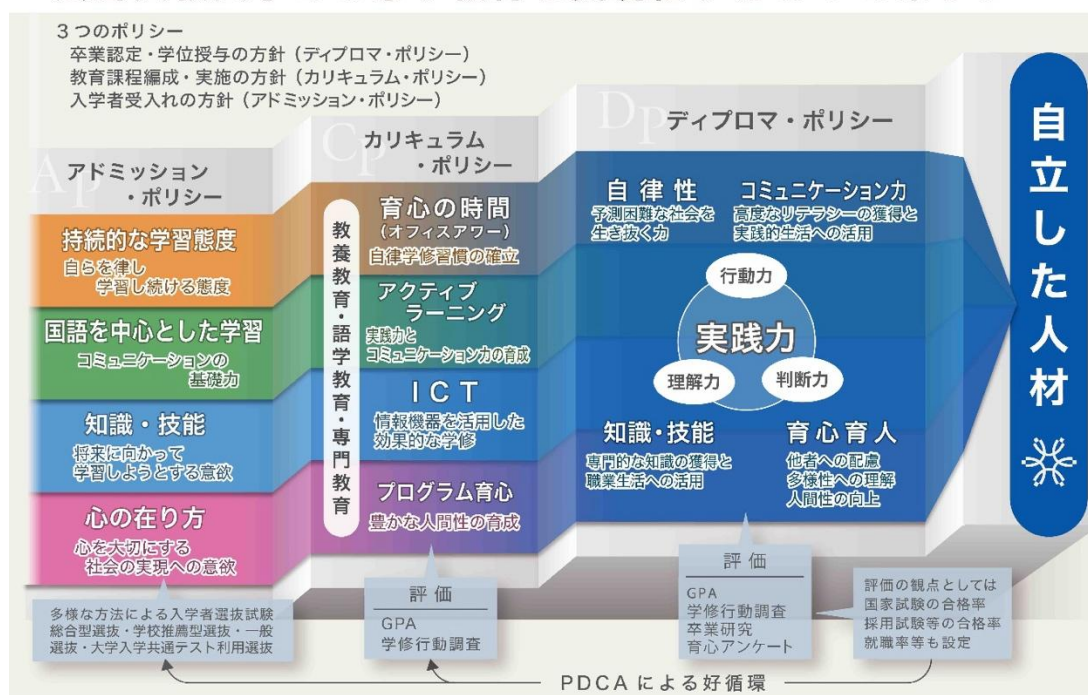 3つのポリシー
卒業認定・学位授与の方針(ディプロマ・ポリシー)
教育課程編成・実施の方針(カリキュラム・ポリシー)
入学者受入れの方針(アドミッション・ポリシー)
AP
アドミッション
・ポリシー
持続的な学習態度
自らを律し
学習し続ける態度
国語を中心とした学習
コミュニケーションの
基礎力
知識・技能
将来に向かって
学習しようとする意欲
心の在り方
心を大切にする
社会の実現への意欲
多様な方法による入学者選抜試験
総合型選抜・学校推薦型選抜・一般
選抜・大学入学共通テスト利用選抜
CP
カリキュラム
・ポリシー
教養教育・語学教育・専門教育
育心の時間
(オフィスアワー)
自律学修習慣の確立
アクティブ
ラーニング
実践力と
コミュニケーション力の育成
ICT
情報機器を活用した
効果的な学修
プログラム育心
豊かな人間性の育成
評価
GPA
学修行動調査
DP
ディプロマ・ポリシー
自律性
予測困難な社会を
生き抜く力
コミュニケーション力
高度なリテラシーの獲得と
実践的生活への活用
行動力
実践力
理解力
判断力
知識・技能
専門的な知識の獲得と
職業生活への活用
育心育人
他者への配慮
多様性への理解
人間性の向上
評価
GPA
学修行動調査
卒業研究
育心アンケート
評価の観点としては
国家試験の合格率
採用試験等の合格率
就職率等も設定
自立した人材
PDCAによる好循環